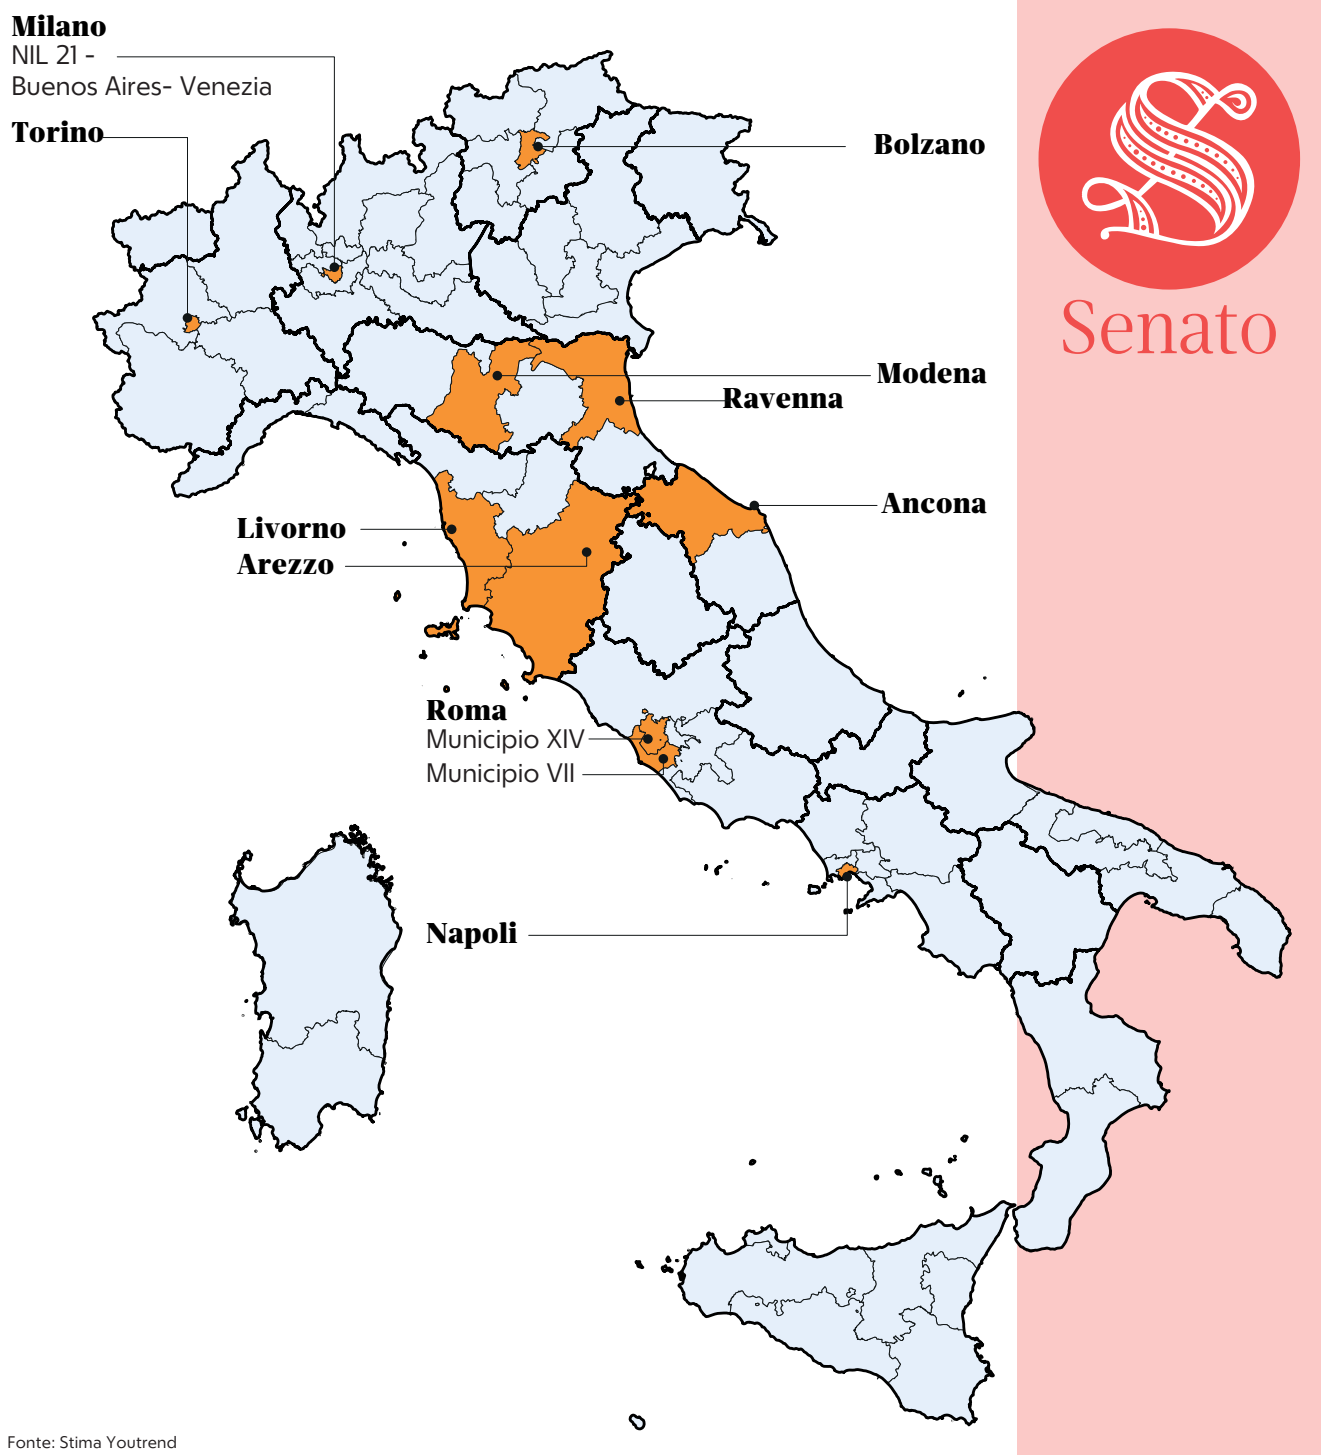 Milano
NIL 21 -
Buenos Aires- Venezia
Torino
Bolzano
Senato
Modena
Ravenna
Ancona
Livorno
Arezzo
Roma
Municipio XIV
Municipio VII
Napoli
Fonte: Stima Youtrend